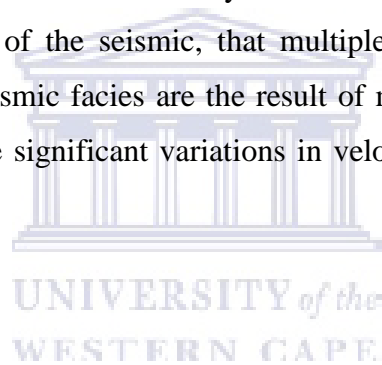 of the seismic, that multiple
smic facies are the result of
significant variations in velo
UNIVERSITY of the
WESTERN CAPE